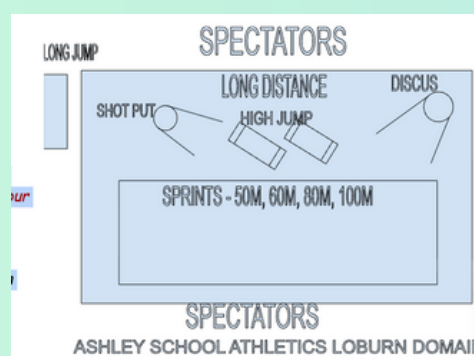 SPECTATORS
LONG JUMP
LONG DISTANCE
DISCUS
SHOT PUT
HIGH JUMP
SPRINTS - 50M, 60M, 80M, 100M
SPECTATORS
ASHLEY SCHOOL ATHLETICS LOBURN DOMAI